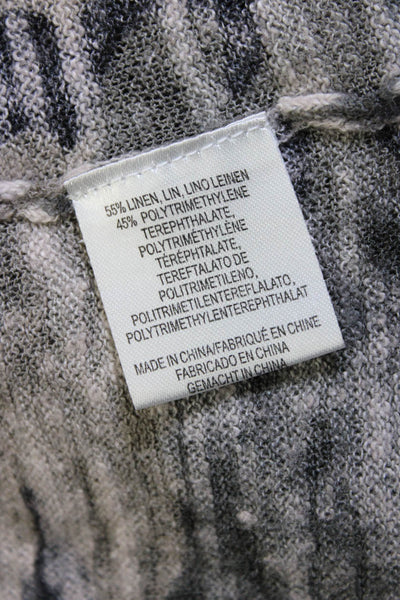 55% LINEN, LIN, LINO LEINEN
45% POLYTRIMETHYLENE
TEREPHTHALATE,
POLYTRIMÉTHYLÈNE
TÉRÉPHTALATE,
TEREFTALATO DE
POLITRIMETILENO,
POLITRIMETILENTEREFLALATO,
POLYTRIMETHYLENTEREPHTHALAT
MADE IN CHINA/FABRIQUÉ EN CHINE
FABRICADO EN CHINA
GEMACHT IN CHINA